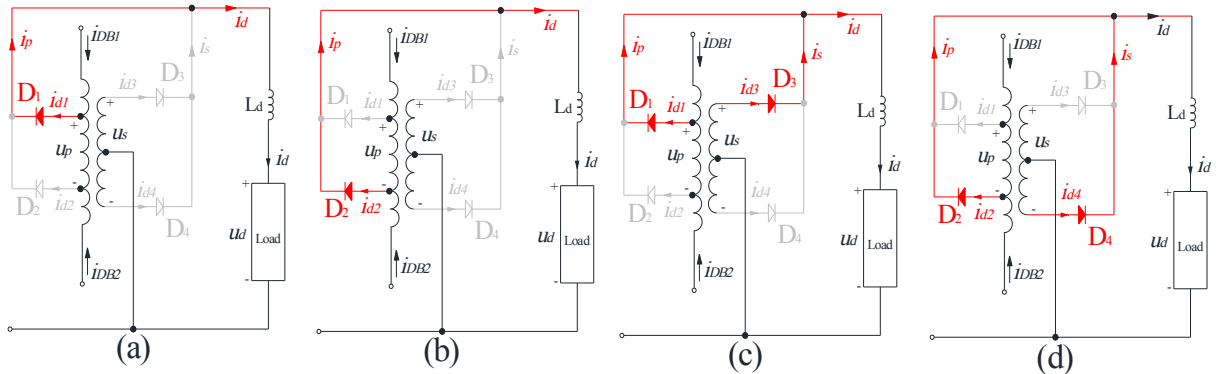 id
ip
iDB1
is
D3
id3
D1
id1
+
+
us
up
-
-
D2
id2
id4
D4
Ld
id
+
ud
Load
-
iDB2
(a)
id
ip
iDB1
is
D3
id3
D1
id1
+
+
us
up
-
-
D2
id2
id4
D4
Ld
id
+
ud
Load
-
iDB2
(b)
id
ip
iDB1
is
D3
id3
D1
id1
+
+
us
up
-
-
D2
id2
id4
D4
Ld
id
+
ud
Load
-
iDB2
(c)
id
ip
iDB1
is
D3
id3
D1
id1
+
+
us
up
-
-
D2
id2
id4
D4
Ld
id
+
ud
Load
-
iDB2
(d)